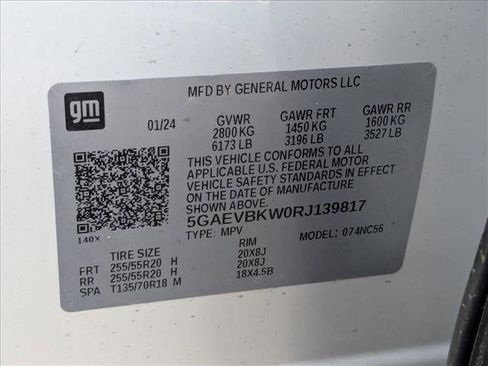 gm
MFD BY GENERAL MOTORS LLC
01/24
GVWR GAWR FRT GAWR RR
2800 KG 1450 KG 1600 KG
6173 LB 3196 LB 3527 LB
THIS VEHICLE CONFORMS TO ALL
APPLICABLE U.S. FEDERAL MOTOR
VEHICLE SAFETY STANDARDS IN EFFECT
ON THE DATE OF MANUFACTURE
SHOWN ABOVE.
5GAEVBKW0RJ139817
140X
TYPE: MPV MODEL: 074NC56
TIRE SIZE RIM
FRT 255/55R20 H 20X8J
RR 255/55R20 H 20X8J
SPA T135/70R18 M 18X4.5B